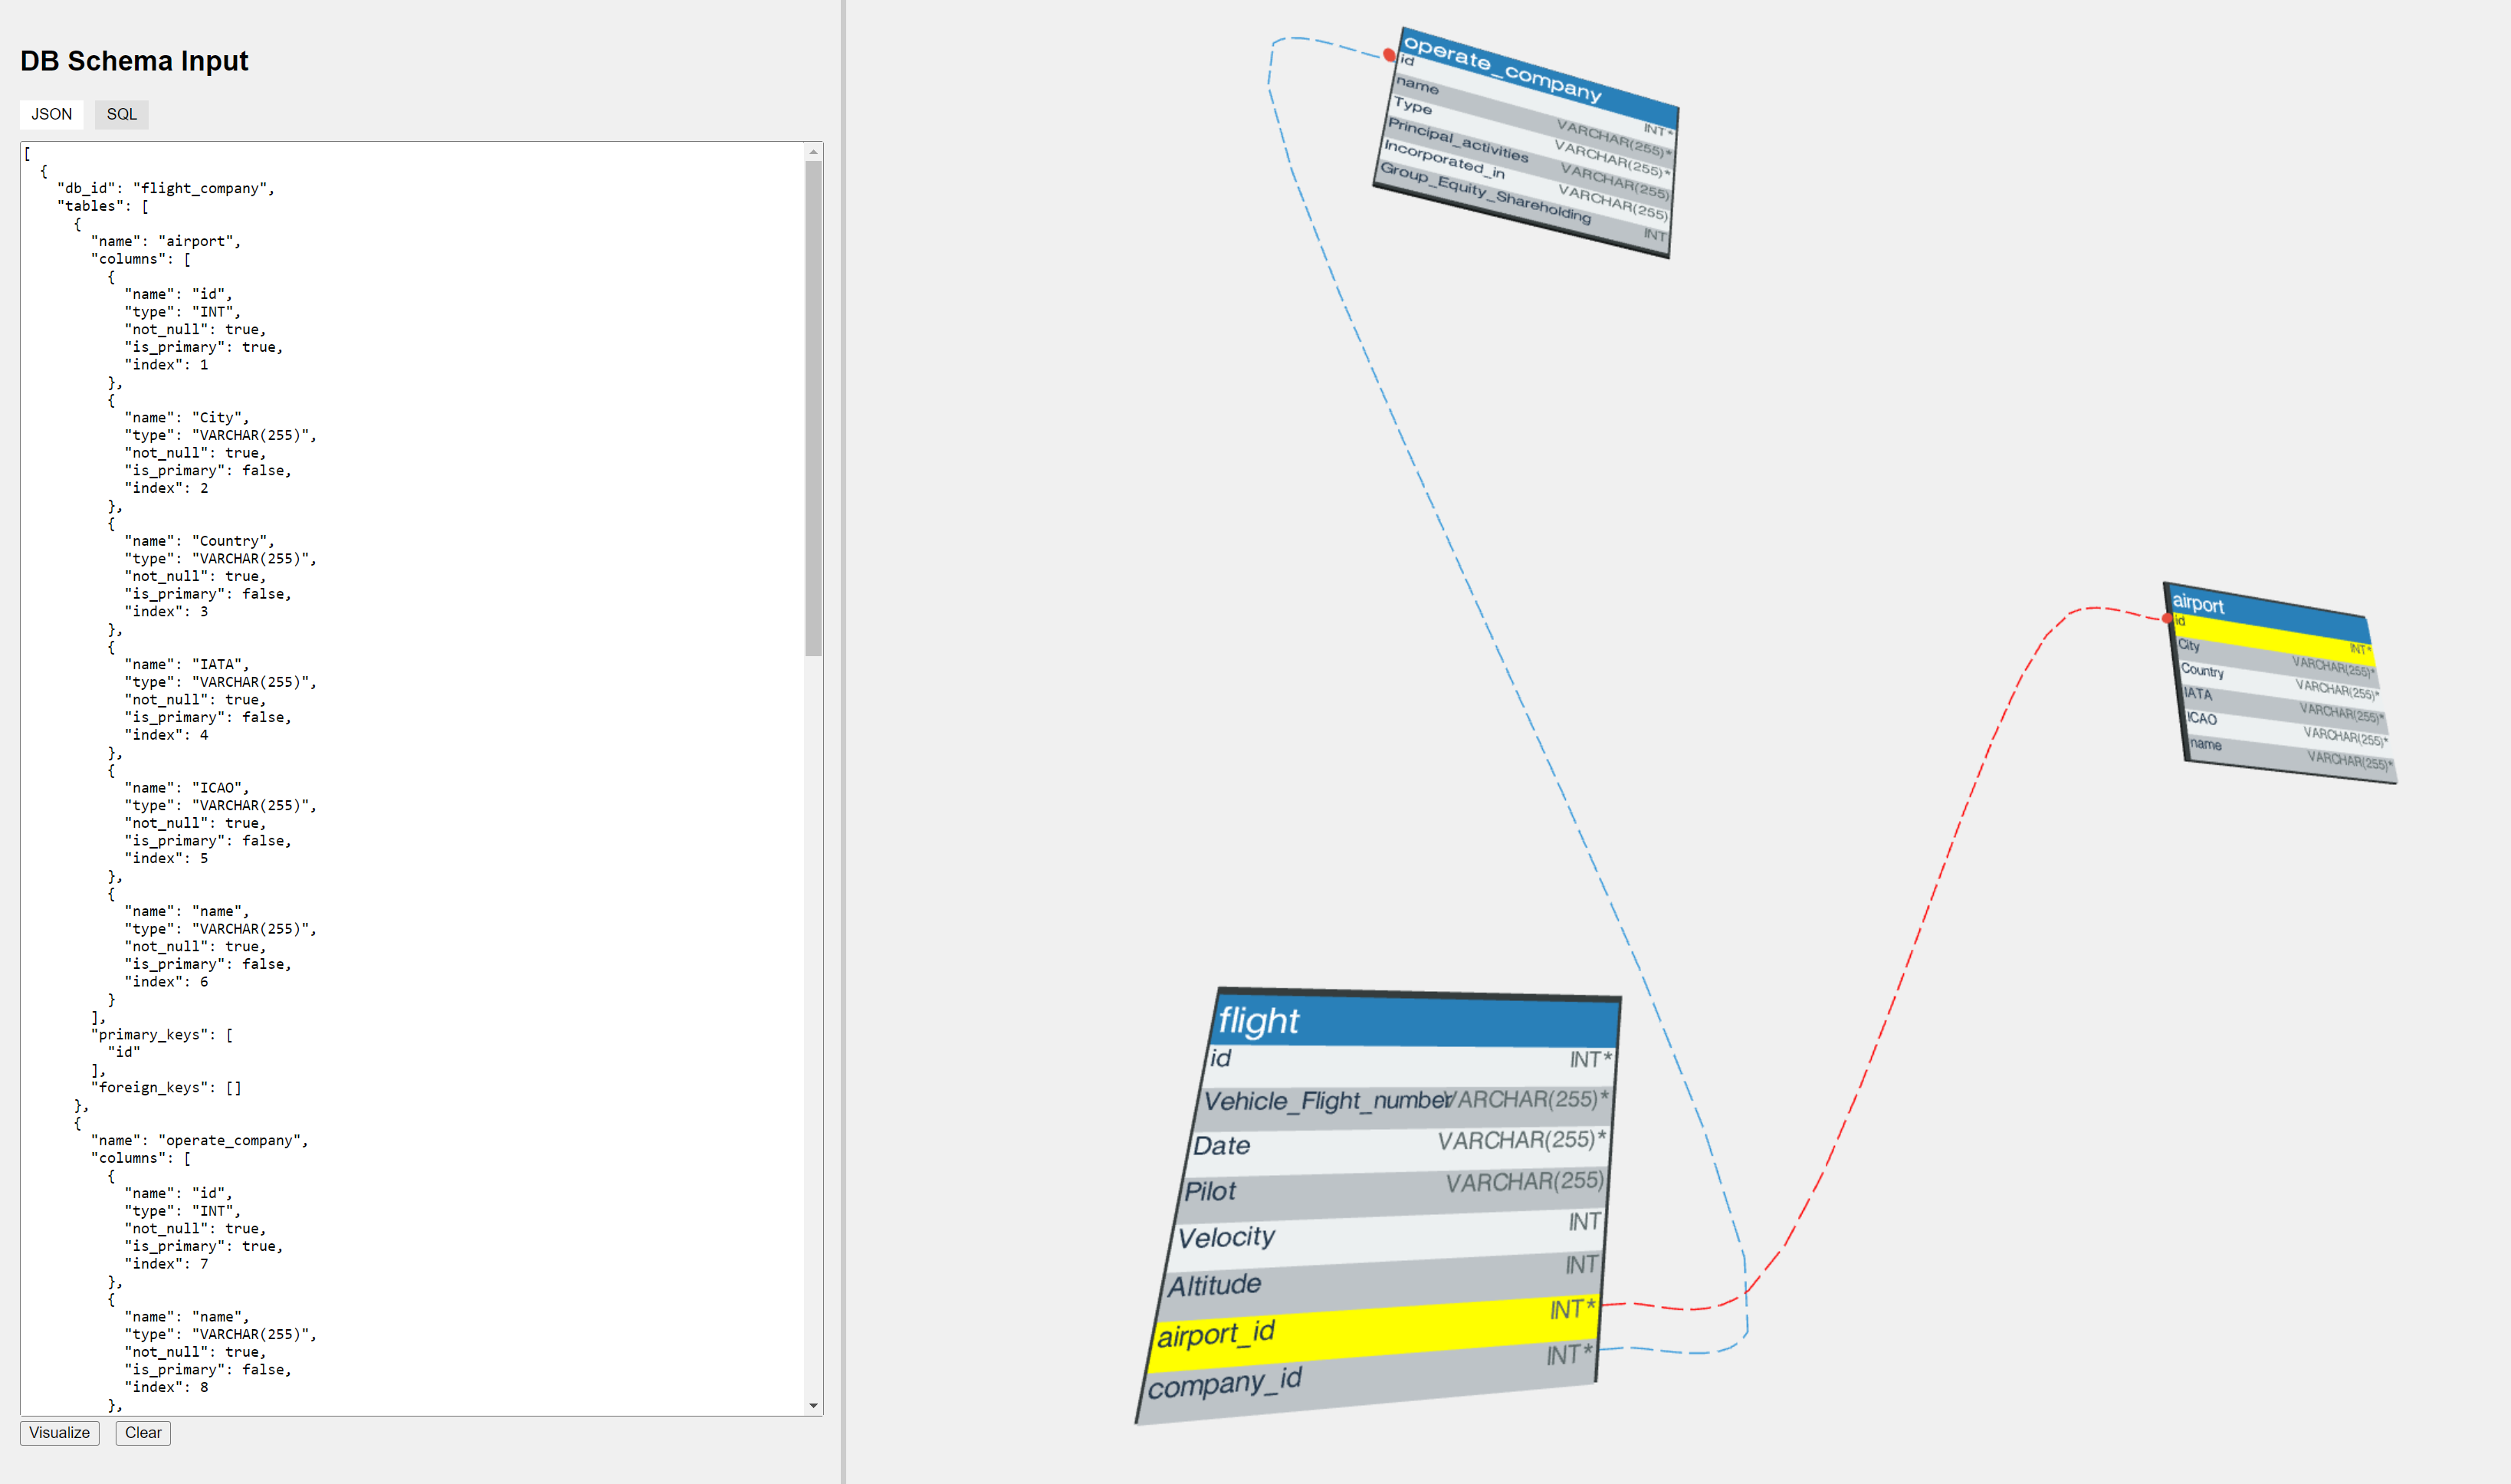 DB Schema Input
JSON
SQL
[
{
"db_id": "flight_company",
"tables": [
{
"name": "airport",
"columns": [
{
"name": "id",
"type": "INT",
"not_null": true,
"is_primary": true,
"index": 1
},
{
"name": "City",
"type": "VARCHAR(255)",
"not_null": true,
"is_primary": false,
"index": 2
},
{
"name": "Country",
"type": "VARCHAR(255)",
"not_null": true,
"is_primary": false,
"index": 3
},
{
"name": "IATA",
"type": "VARCHAR(255)",
"not_null": true,
"is_primary": false,
"index": 4
},
{
"name": "ICAO",
"type": "VARCHAR(255)",
"not_null": true,
"is_primary": false,
"index": 5
},
{
"name": "name",
"type": "VARCHAR(255)",
"not_null": true,
"is_primary": false,
"index": 6
}
],
"primary_keys": [
"id"
],
"foreign_keys": []
},
{
"name": "operate_company",
"columns": [
{
"name": "id",
"type": "INT",
"not_null": true,
"is_primary": true,
"index": 7
},
{
"name": "name",
"type": "VARCHAR(255)",
"not_null": true,
"is_primary": false,
"index": 8
},
Visualize
Clear
operate_company
id INT*
name VARCHAR(255)*
Type VARCHAR(255)*
Principal_activities VARCHAR(255)
Incorporated_in VARCHAR(255)
Group_Equity_Shareholding INT
airport
id INT*
City VARCHAR(255)*
Country VARCHAR(255)*
IATA VARCHAR(255)*
ICAO VARCHAR(255)*
name VARCHAR(255)*
flight
id INT*
Vehicle_Flight_number VARCHAR(255)*
Date VARCHAR(255)*
Pilot VARCHAR(255)
Velocity INT
Altitude INT
airport_id INT*
company_id INT*